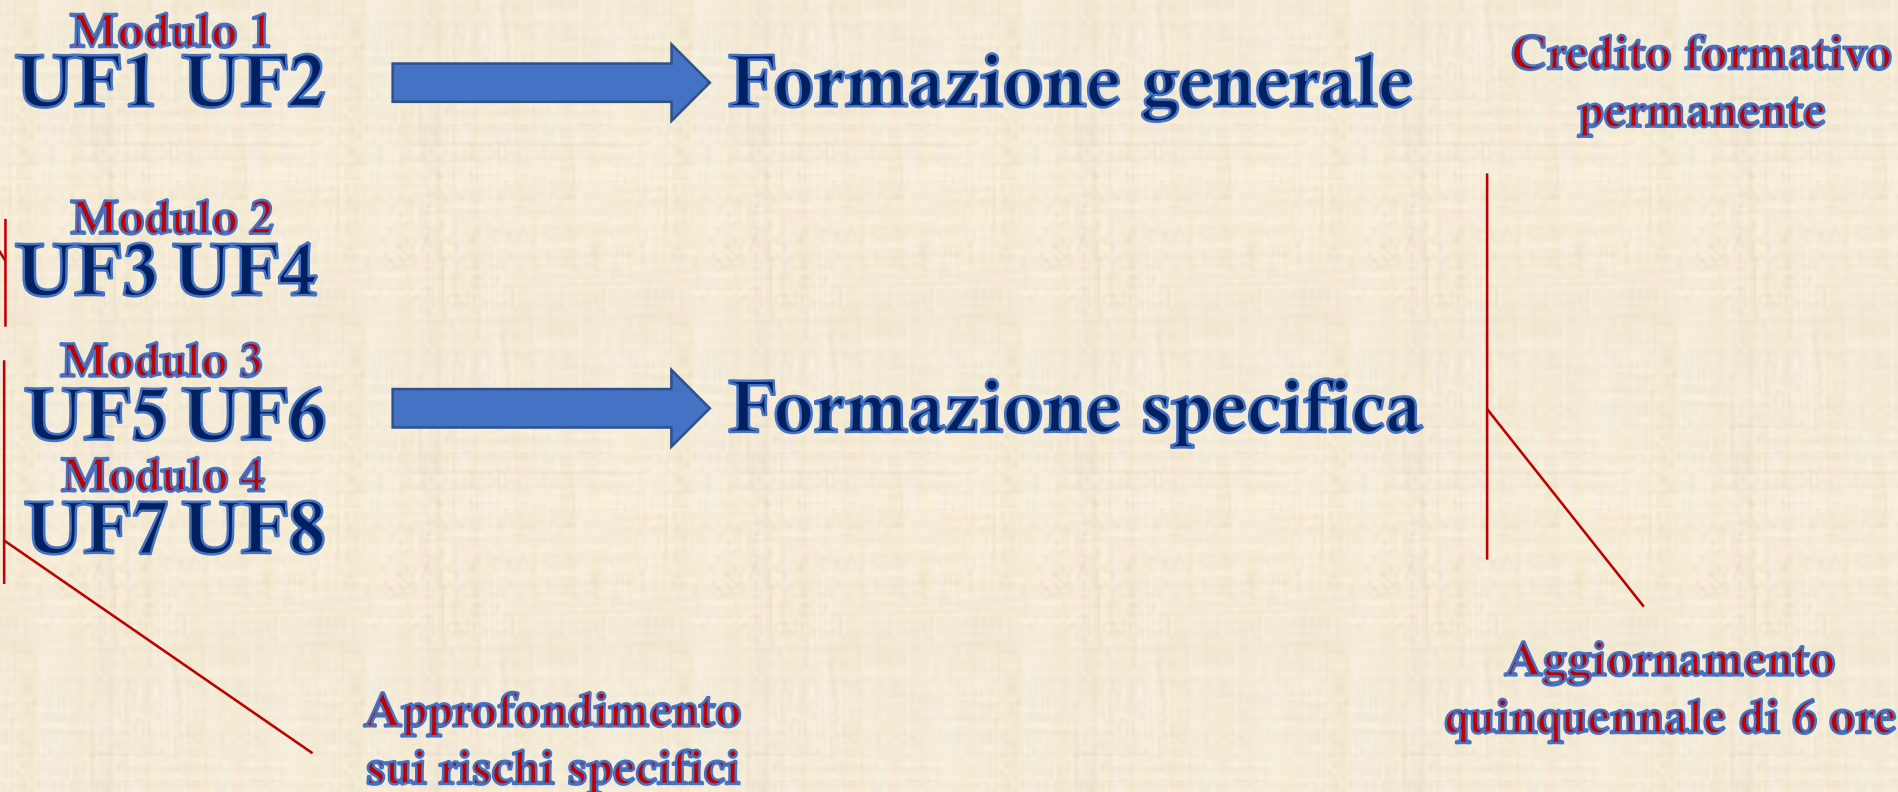 Modulo 1
UF1 UF2
Formazione generale
Credito formativo
permanente
Modulo 2
UF3 UF4
Modulo 3
UF5 UF6
Formazione specifica
Modulo 4
UF7 UF8
Aggiornamento
quinquennale di 6 ore
Approfondimento
sui rischi specifici